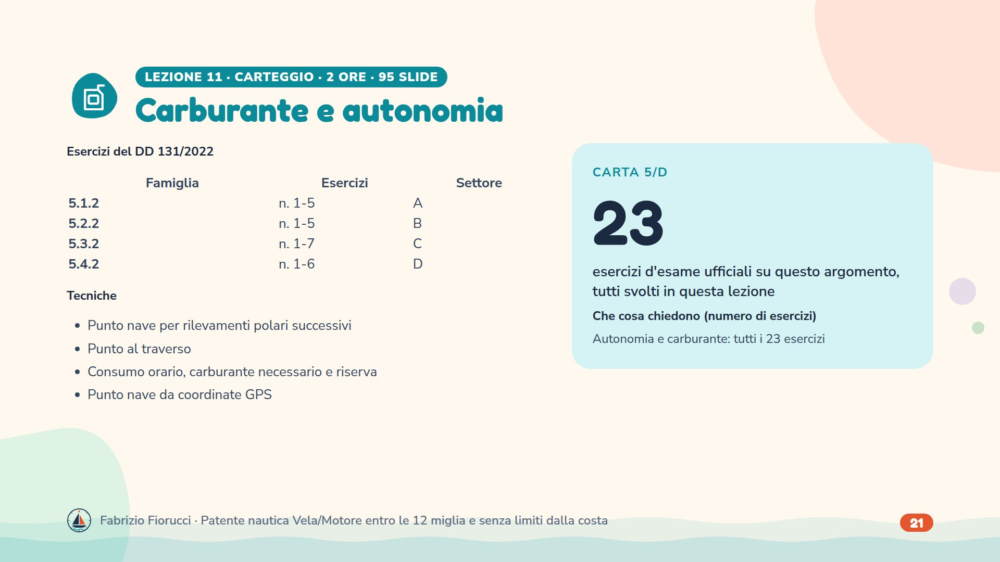 LEZIONE 11 · CARTEGGIO · 2 ORE · 95 SLIDE
Carburante e autonomia
Esercizi del DD 131/2022
Famiglia Esercizi Settore
5.1.2 n. 1-5 A
5.2.2 n. 1-5 B
5.3.2 n. 1-7 C
5.4.2 n. 1-6 D
Tecniche
• Punto nave per rilevamenti polari successivi
• Punto al traverso
• Consumo orario, carburante necessario e riserva
• Punto nave da coordinate GPS
CARTA 5/D
23
esercizi d'esame ufficiali su questo argomento,
tutti svolti in questa lezione
Che cosa chiedono (numero di esercizi)
Autonomia e carburante: tutti i 23 esercizi
Fabrizio Fiorucci · Patente nautica Vela/Motore entro le 12 miglia e senza limiti dalla costa
21